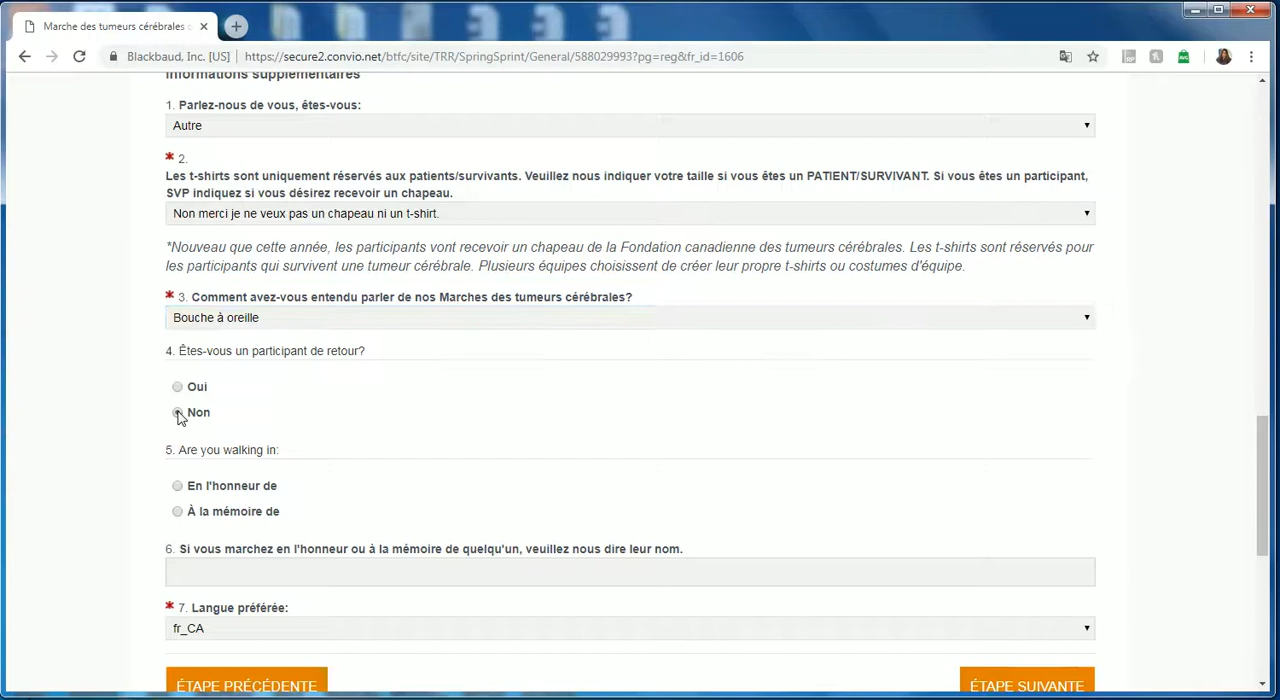 Marche des tumeurs cérébrales c
Blackbaud, Inc. [US] | https://secure2.convio.net/btfc/site/TRR/SpringSprint/General/588029993?pg=reg&fr_id=1606
Informations supplémentaires
1. Parlez-nous de vous, êtes-vous:
Autre
* 2.
Les t-shirts sont uniquement réservés aux patients/survivants. Veuillez nous indiquer votre taille si vous êtes un PATIENT/SURVIVANT. Si vous êtes un participant,
SVP indiquez si vous désirez recevoir un chapeau.
Non merci je ne veux pas un chapeau ni un t-shirt.
*Nouveau que cette année, les participants vont recevoir un chapeau de la Fondation canadienne des tumeurs cérébrales. Les t-shirts sont réservés pour
les participants qui survivent une tumeur cérébrale. Plusieurs équipes choisissent de créer leur propre t-shirts ou costumes d'équipe.
* 3. Comment avez-vous entendu parler de nos Marches des tumeurs cérébrales?
Bouche à oreille
4. Êtes-vous un participant de retour?
Oui
Non
5. Are you walking in:
En l'honneur de
À la mémoire de
6. Si vous marchez en l'honneur ou à la mémoire de quelqu'un, veuillez nous dire leur nom.
* 7. Langue préférée:
fr_CA
ÉTAPE PRÉCÉDENTE
ÉTAPE SUIVANTE